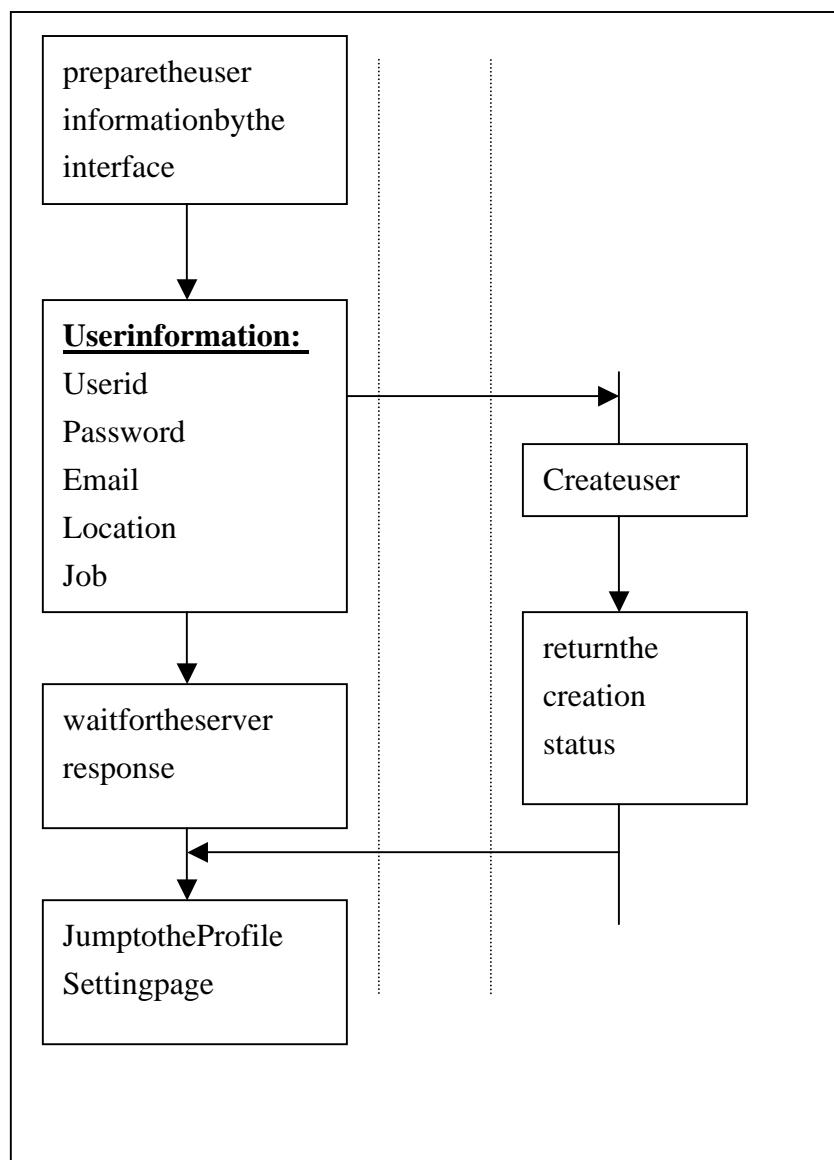 preparetheuser
informationbythe
interface
Userinformation:
Userid
Password
Email
Location
Job
Createuser
returnthe
creation
status
waitfortheserver
response
JumptotheProfile
Settingpage